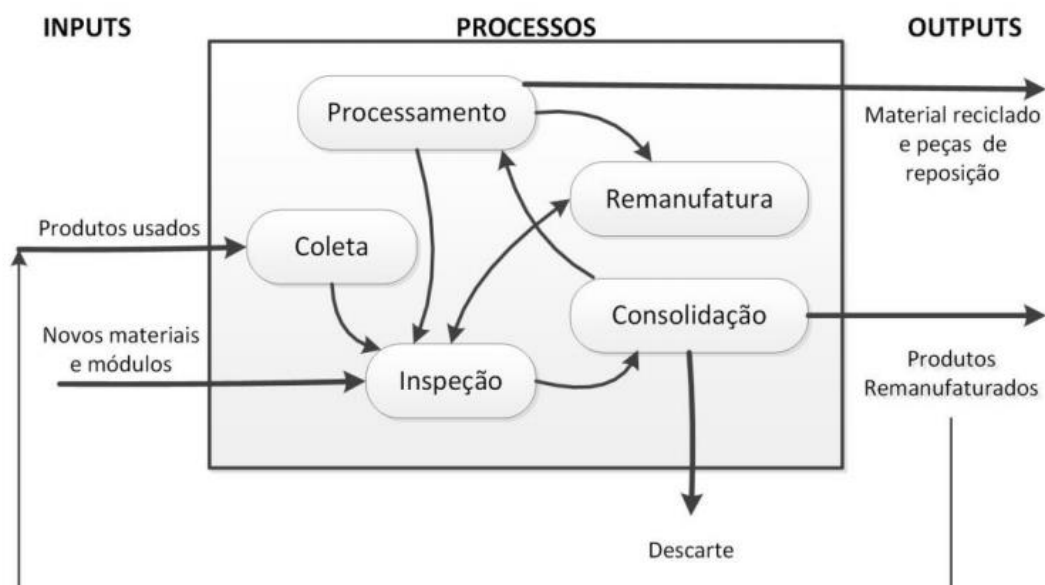 INPUTS
PROCESSOS
OUTPUTS
Processamento
Material reciclado
e peças de
reposição
Remanufatura
Produtos usados
Coleta
Consolidação
Novos materiais
e módulos
Inspeção
Produtos
Remanufaturados
Descarte